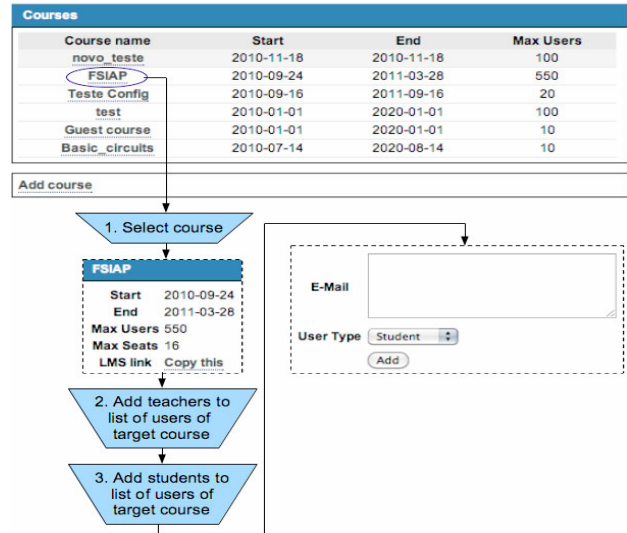 Courses
Course name Start End Max Users
novo_teste 2010-11-18 2010-11-18 100
FSIAP 2010-09-24 2011-03-28 550
Teste Config 2010-09-16 2011-09-16 20
test 2010-01-01 2020-01-01 100
Guest course 2010-01-01 2020-01-01 10
Basic_circuits 2010-07-14 2020-08-14 10
Add course
1. Select course
FSIAP
Start 2010-09-24
End 2011-03-28
Max Users 550
Max Seats 16
LMS link Copy this
2. Add teachers to
list of users of
target course
3. Add students to
list of users of
target course
E-Mail
User Type Student
Add